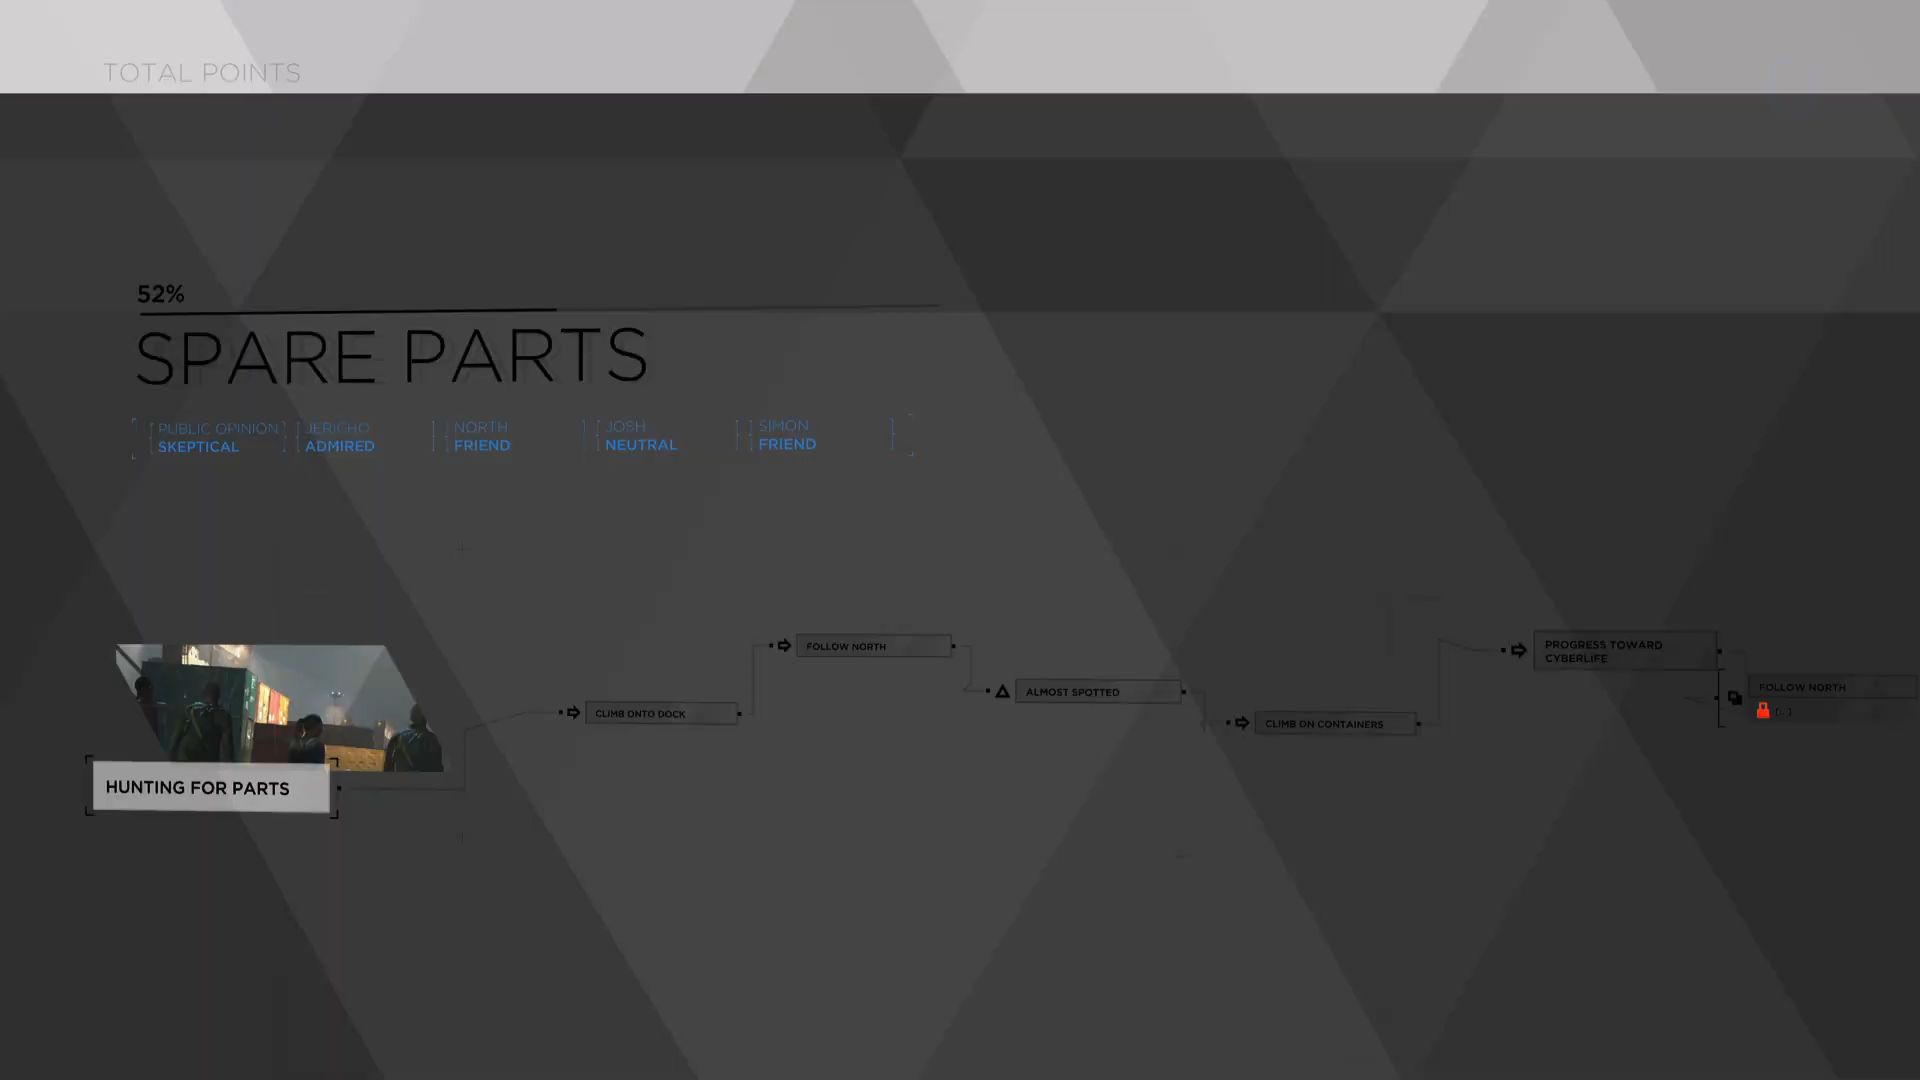 TOTAL POINTS
52%
SPARE PARTS
PUBLIC OPINION
SKEPTICAL
JERICHO
ADMIRED
NORTH
FRIEND
JOSH
NEUTRAL
SIMON
FRIEND
HUNTING FOR PARTS
CLIMB ONTO DOCK
FOLLOW NORTH
ALMOST SPOTTED
CLIMB ON CONTAINERS
PROGRESS TOWARD
CYBERLIFE
FOLLOW NORTH